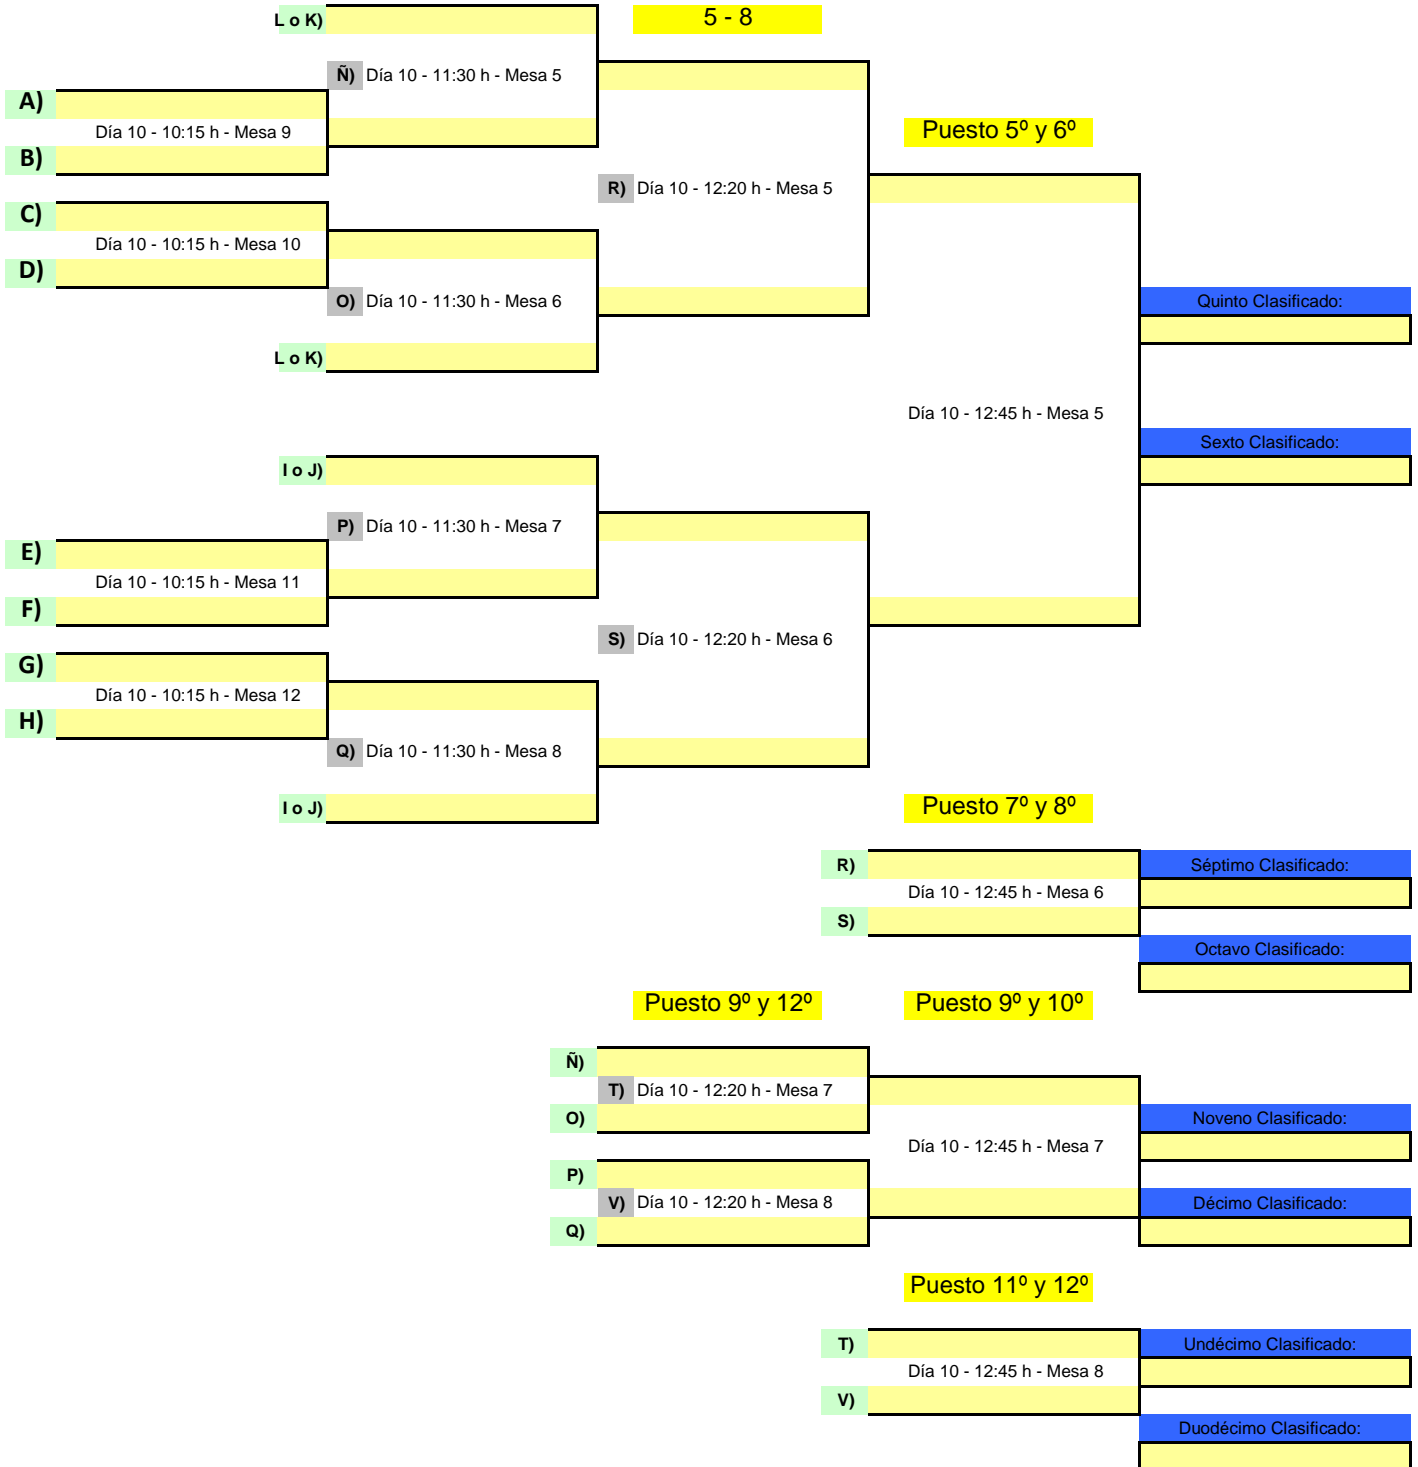 L o K)
5 - 8
Ñ) Día 10 - 11:30 h - Mesa 5
A)
Día 10 - 10:15 h - Mesa 9
Puesto 5º y 6º
B)
R) Día 10 - 12:20 h - Mesa 5
C)
Día 10 - 10:15 h - Mesa 10
D)
O) Día 10 - 11:30 h - Mesa 6
Quinto Clasificado:
L o K)
Día 10 - 12:45 h - Mesa 5
Sexto Clasificado:
I o J)
P) Día 10 - 11:30 h - Mesa 7
E)
Día 10 - 10:15 h - Mesa 11
F)
S) Día 10 - 12:20 h - Mesa 6
G)
Día 10 - 10:15 h - Mesa 12
H)
Q) Día 10 - 11:30 h - Mesa 8
I o J)
Puesto 7º y 8º
R)
Séptimo Clasificado:
Día 10 - 12:45 h - Mesa 6
S)
Octavo Clasificado:
Puesto 9º y 12º
Puesto 9º y 10º
Ñ)
T) Día 10 - 12:20 h - Mesa 7
O)
Noveno Clasificado:
Día 10 - 12:45 h - Mesa 7
P)
V) Día 10 - 12:20 h - Mesa 8
Décimo Clasificado:
Q)
Puesto 11º y 12º
T)
Undécimo Clasificado:
Día 10 - 12:45 h - Mesa 8
V)
Duodécimo Clasificado: